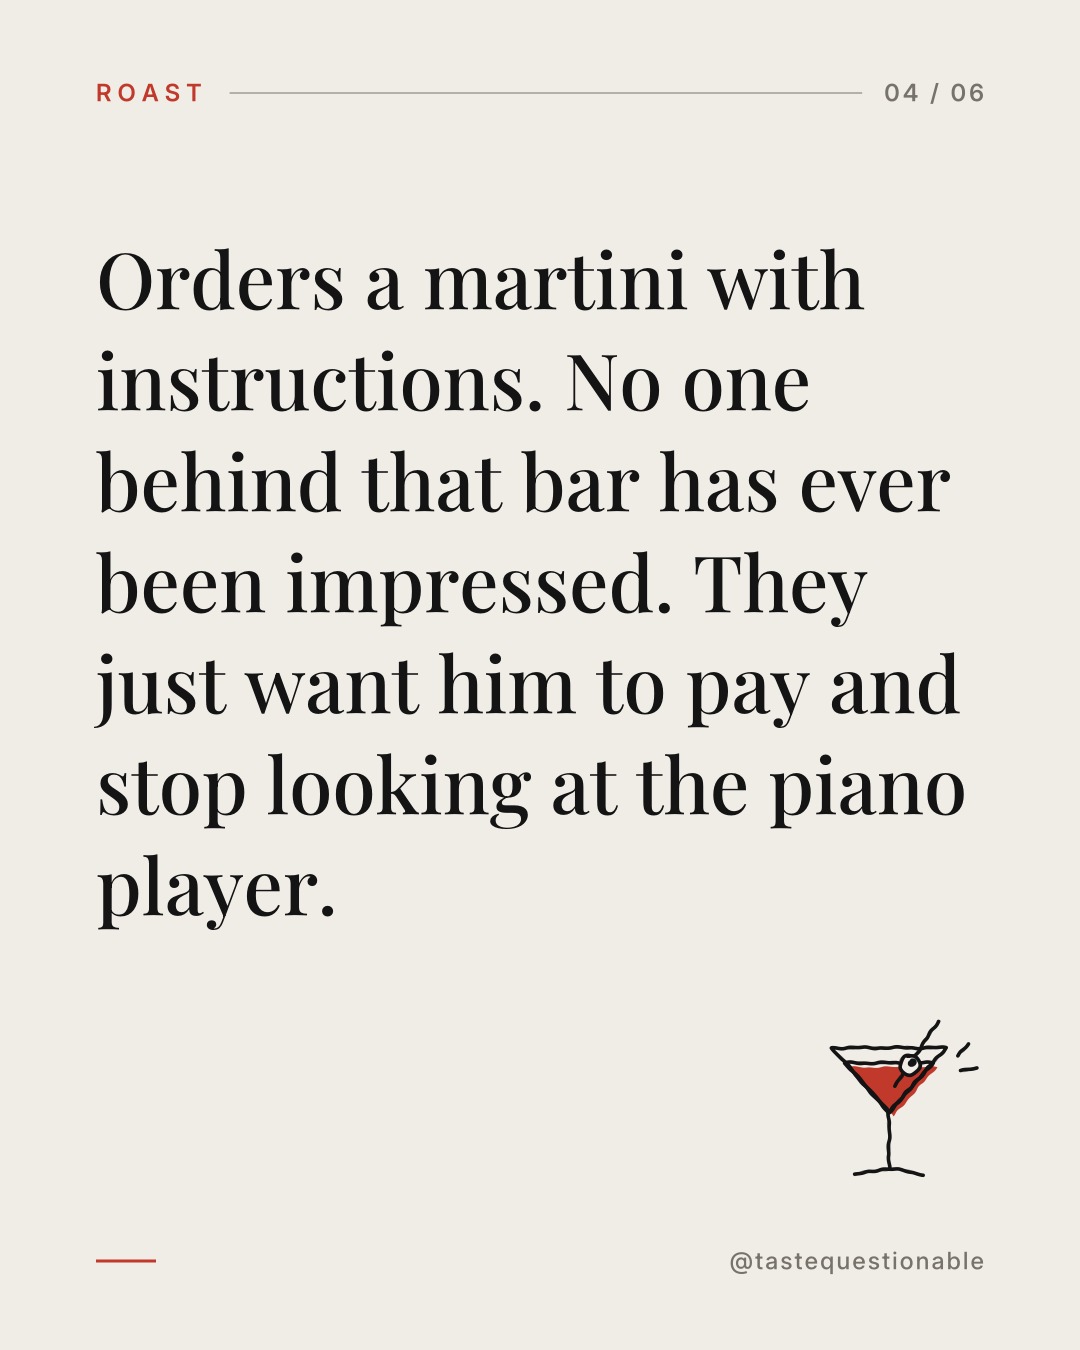 ROAST 04 / 06
Orders a martini with
instructions. No one
behind that bar has ever
been impressed. They
just want him to pay and
stop looking at the piano
player.
@tastequestionable